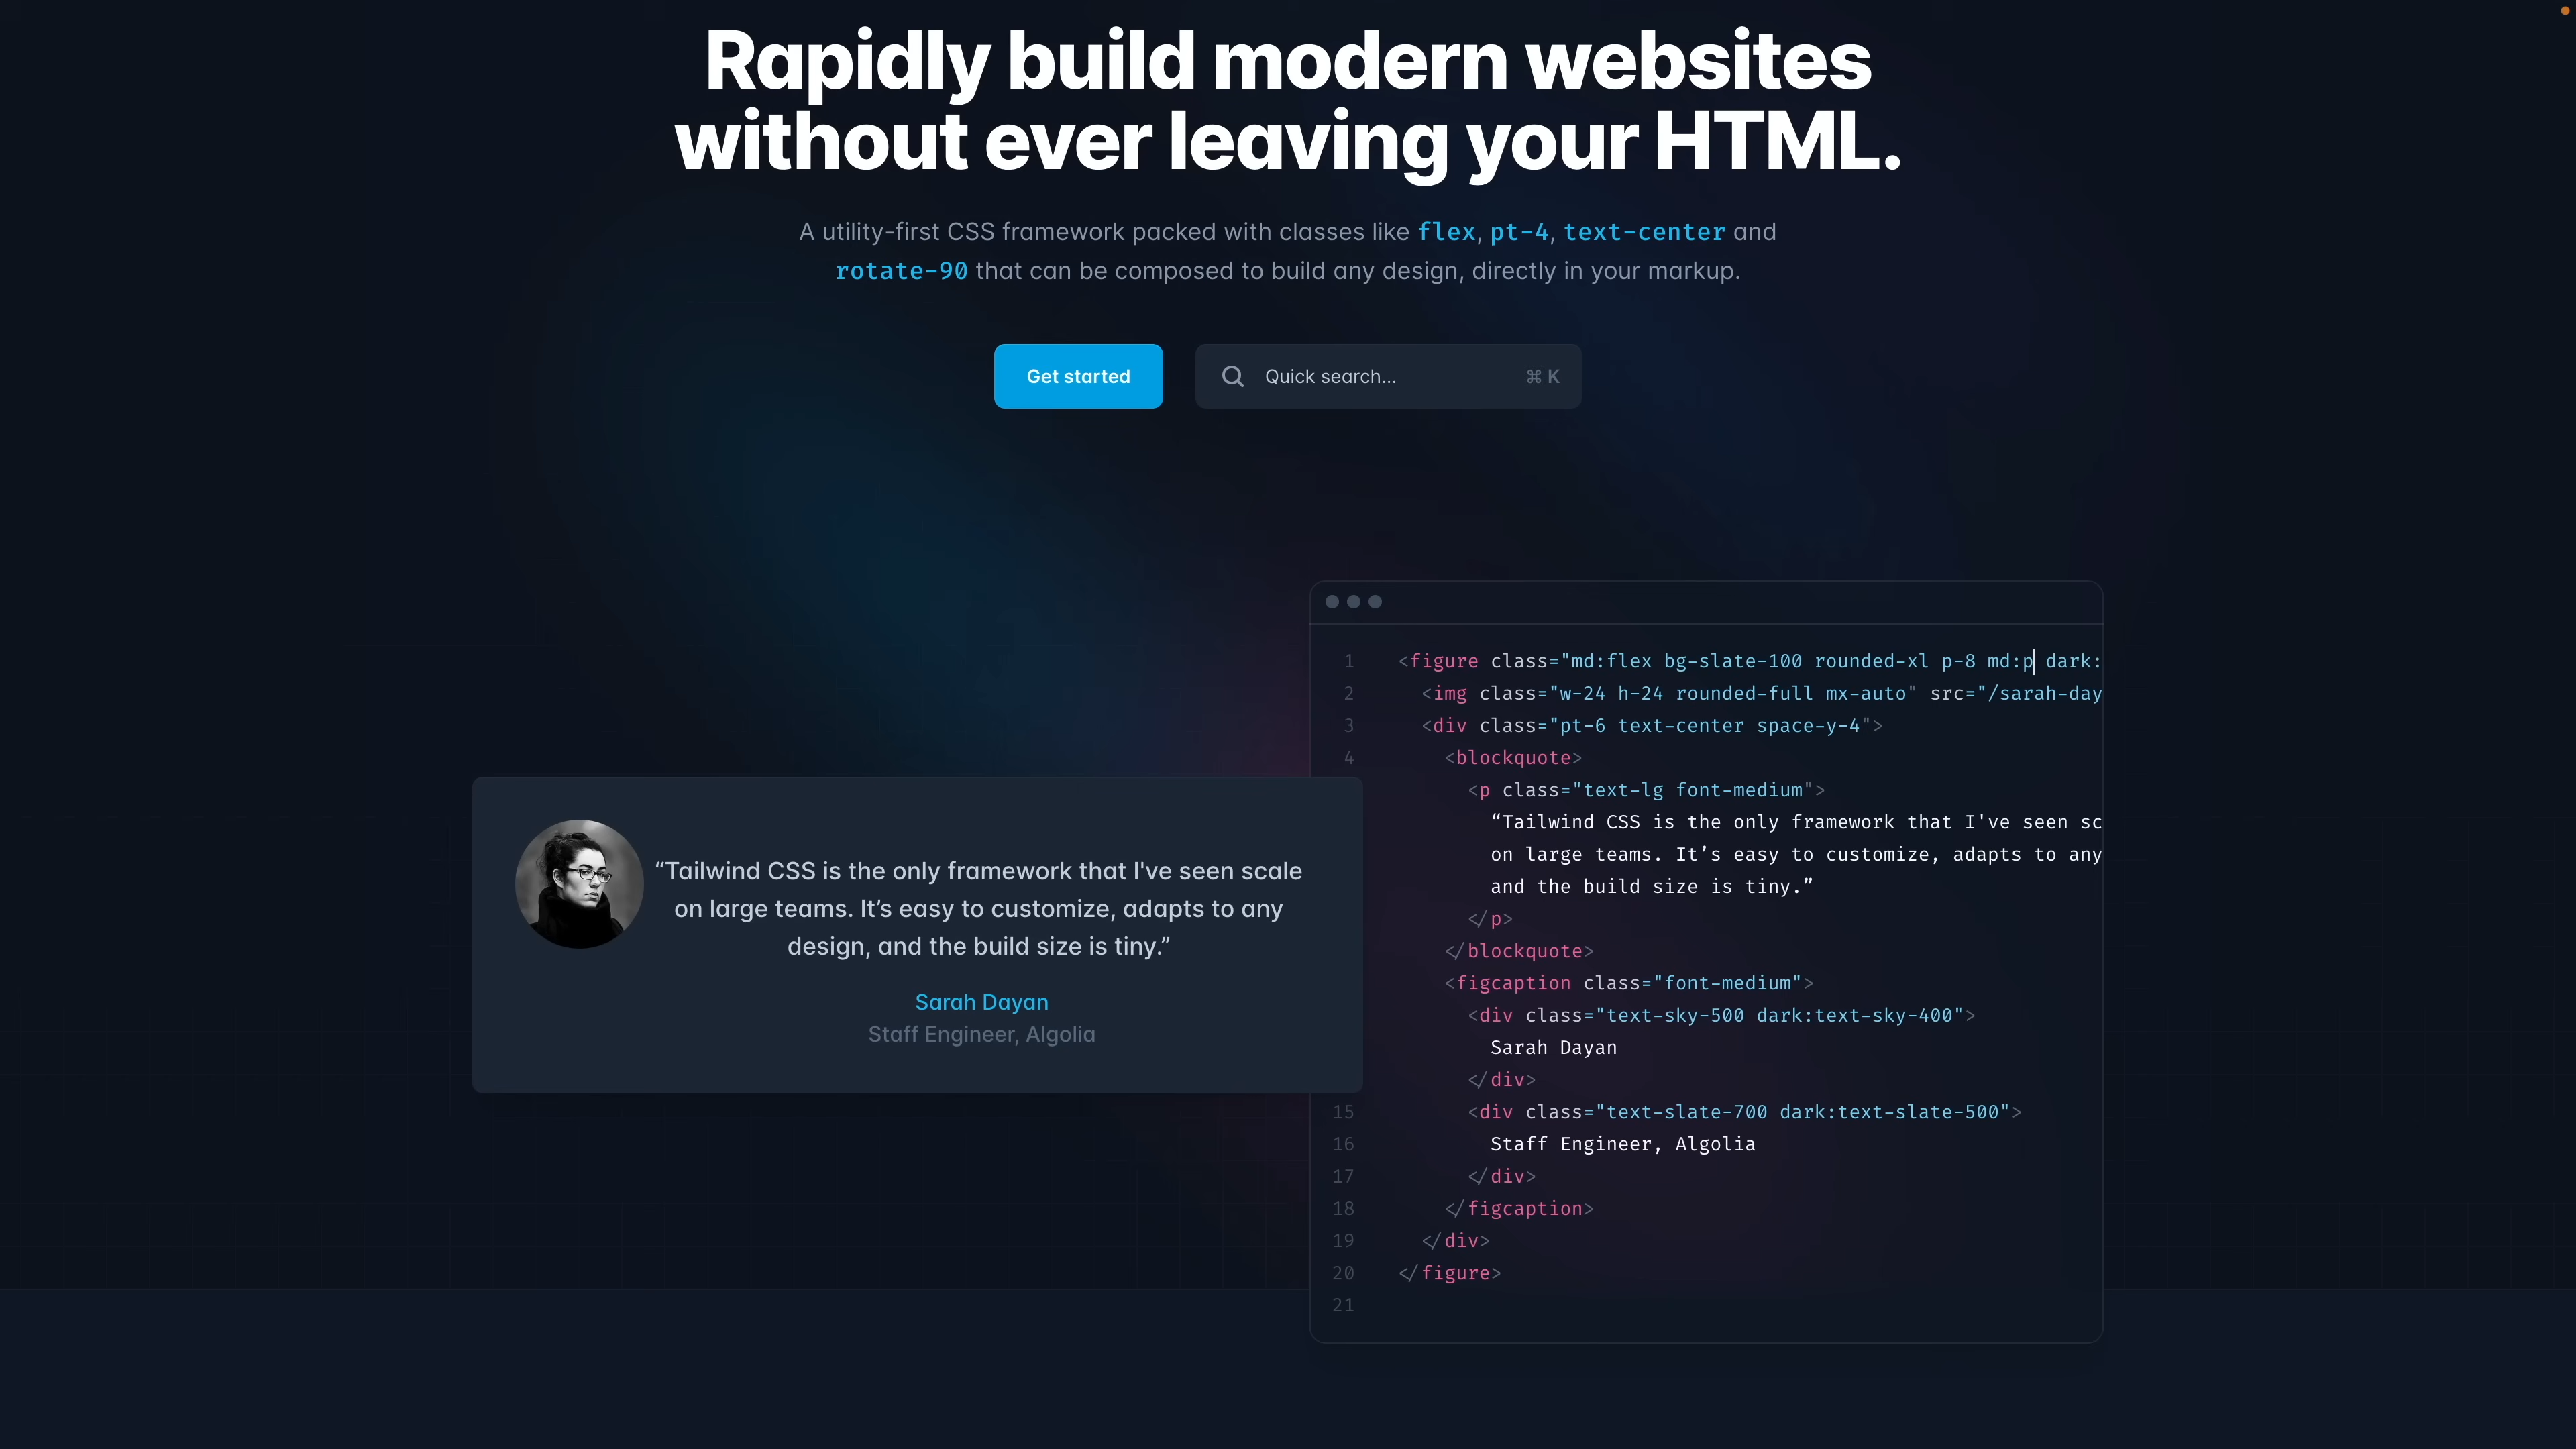 Rapidly build modern websites
without ever leaving your HTML.
A utility-first CSS framework packed with classes like flex, pt-4, text-center and
rotate-90 that can be composed to build any design, directly in your markup.
Get started
Quick search...
⌘ K
“Tailwind CSS is the only framework that I've seen scale
on large teams. It’s easy to customize, adapts to any
design, and the build size is tiny.”
Sarah Dayan
Staff Engineer, Algolia
1 <figure class="md:flex bg-slate-100 rounded-xl p-8 md:p dark:
2 <img class="w-24 h-24 rounded-full mx-auto" src="/sarah-day
3 <div class="pt-6 text-center space-y-4">
4 <blockquote>
<p class="text-lg font-medium">
“Tailwind CSS is the only framework that I've seen sc
on large teams. It’s easy to customize, adapts to any
and the build size is tiny.”
</p>
</blockquote>
<figcaption class="font-medium">
<div class="text-sky-500 dark:text-sky-400">
Sarah Dayan
</div>
15 <div class="text-slate-700 dark:text-slate-500">
16 Staff Engineer, Algolia
17 </div>
18 </figcaption>
19 </div>
20 </figure>
21